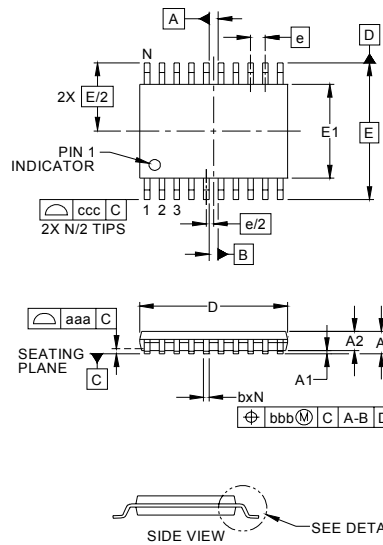 A
e
D
N
2X E/2
E1
E
PIN 1
INDICATOR
ccc C
1 2 3
e/2
2X N/2 TIPS
B
D
aaa C
A2
A
SEATING
PLANE
C
A1
bxN
bbb M C A-B D
SIDE VIEW
SEE DETA